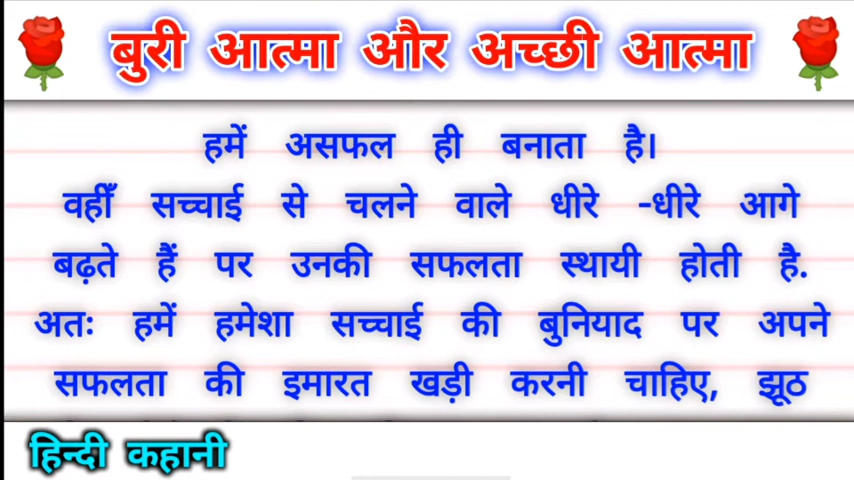 बुरी आत्मा और अच्छी आत्मा
हमें असफल ही बनाता है।
वहीँ सच्चाई से चलने वाले धीरे -धीरे आगे
बढ़ते हैं पर उनकी सफलता स्थायी होती है.
अतः हमें हमेशा सच्चाई की बुनियाद पर अपने
सफलता की इमारत खड़ी करनी चाहिए, झूठ
हिन्दी कहानी